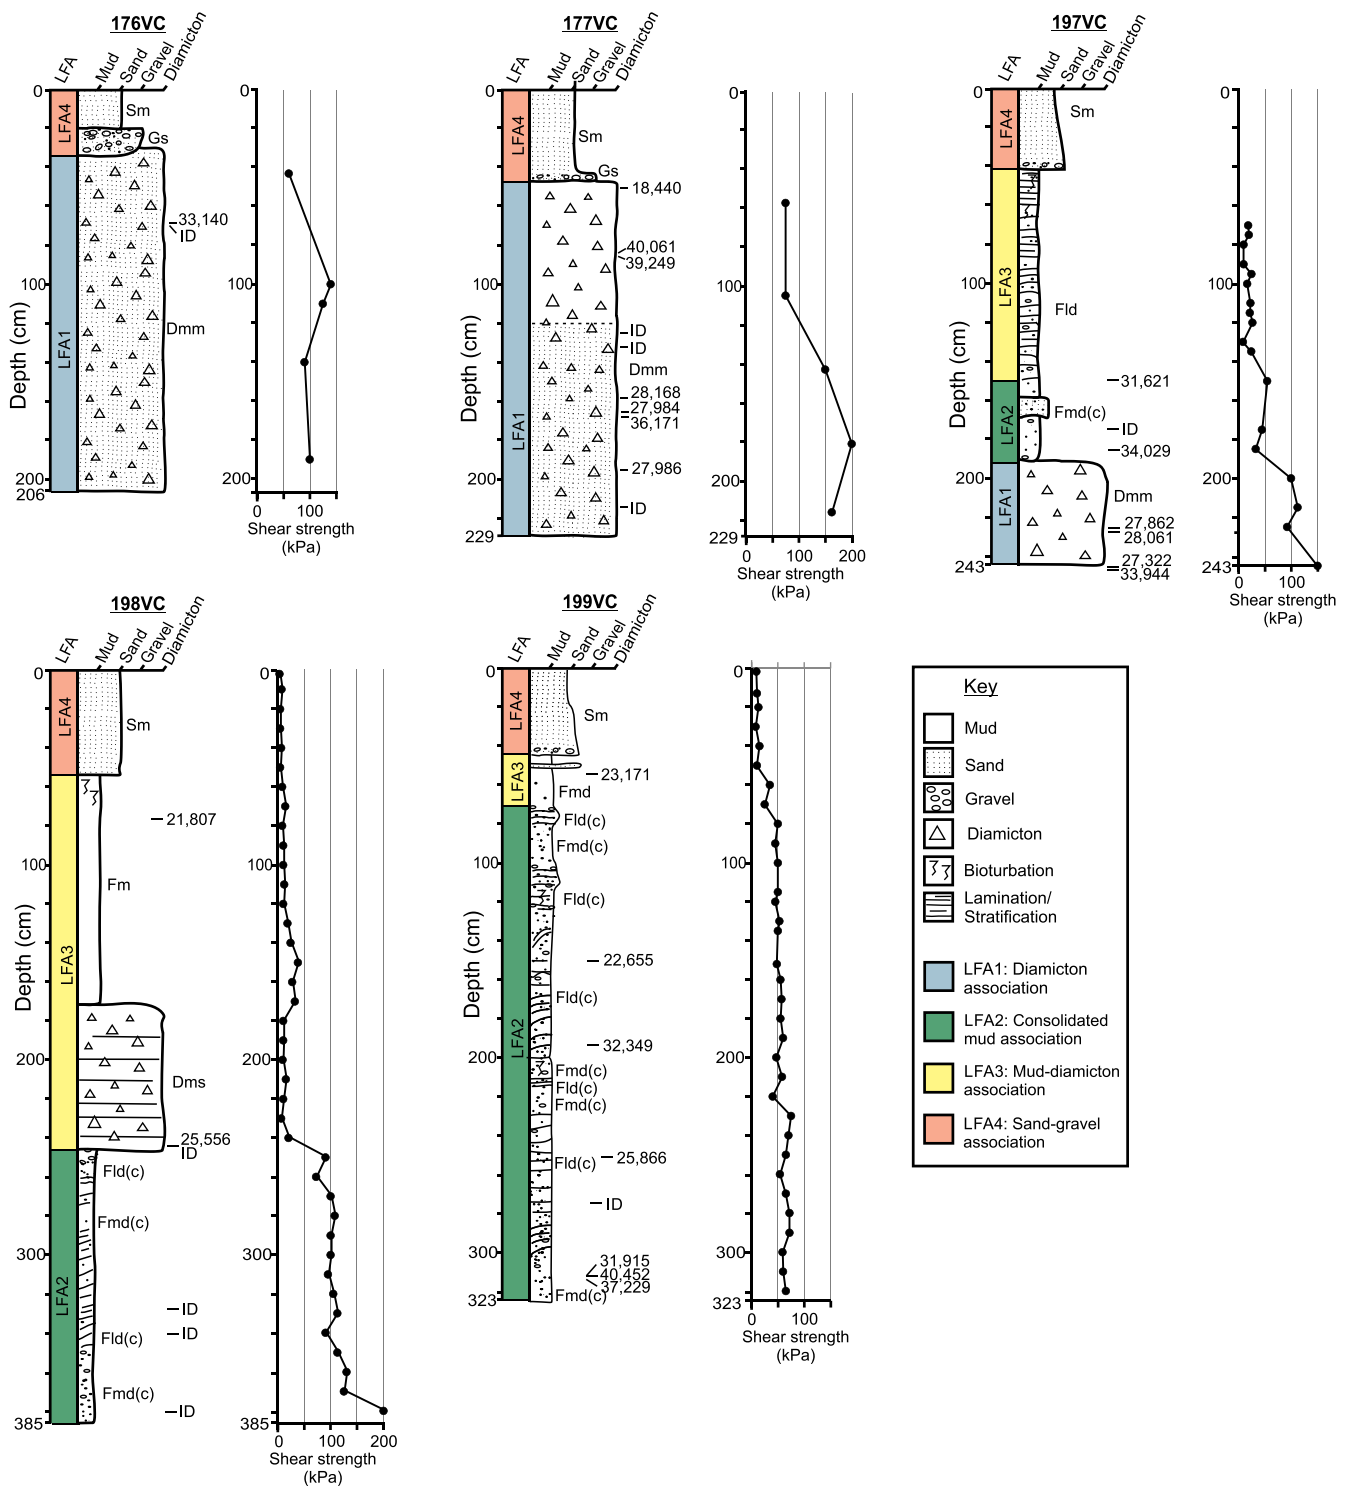 176VC
LFA
Mud
Sand
Gravel
Diamicton
0
100
200
206
Depth (cm)
LFA4
LFA1
Sm
Gs
33,140
ID
Dmm
0
100
200
0 100
Shear strength
(kPa)
177VC
LFA
Mud
Sand
Gravel
Diamicton
0
100
200
229
Depth (cm)
LFA4
LFA1
Sm
Gs
18,440
40,061
39,249
ID
ID
Dmm
28,168
27,984
36,171
27,986
ID
0
100
200
229
0 100 200
Shear strength
(kPa)
197VC
LFA
Mud
Sand
Gravel
Diamicton
0
100
200
243
Depth (cm)
LFA4
LFA3
LFA2
LFA1
Sm
Fld
31,621
Fmd(c)
ID
34,029
Dmm
27,862
28,061
27,322
33,944
0
100
200
243
0 100
Shear strength
(kPa)
198VC
LFA
Mud
Sand
Gravel
Diamicton
0
100
200
300
385
Depth (cm)
LFA4
LFA3
LFA2
Sm
21,807
Fm
Dms
25,556
ID
Fld(c)
Fmd(c)
ID
Fld(c)
ID
Fmd(c)
ID
0
100
200
300
385
0 100 200
Shear strength
(kPa)
199VC
LFA
Mud
Sand
Gravel
Diamicton
0
100
200
300
323
Depth (cm)
LFA4
LFA3
LFA2
Sm
23,171
Fmd
Fld(c)
Fmd(c)
Fld(c)
22,655
Fld(c)
32,349
Fmd(c)
Fld(c)
Fmd(c)
Fld(c)
25,866
ID
31,915
40,452
37,229
Fmd(c)
0
100
200
300
323
0 100
Shear strength
(kPa)
Key
Mud
Sand
Gravel
Diamicton
Bioturbation
Lamination/
Stratification
LFA1: Diamicton
association
LFA2: Consolidated
mud association
LFA3: Mud-diamicton
association
LFA4: Sand-gravel
association